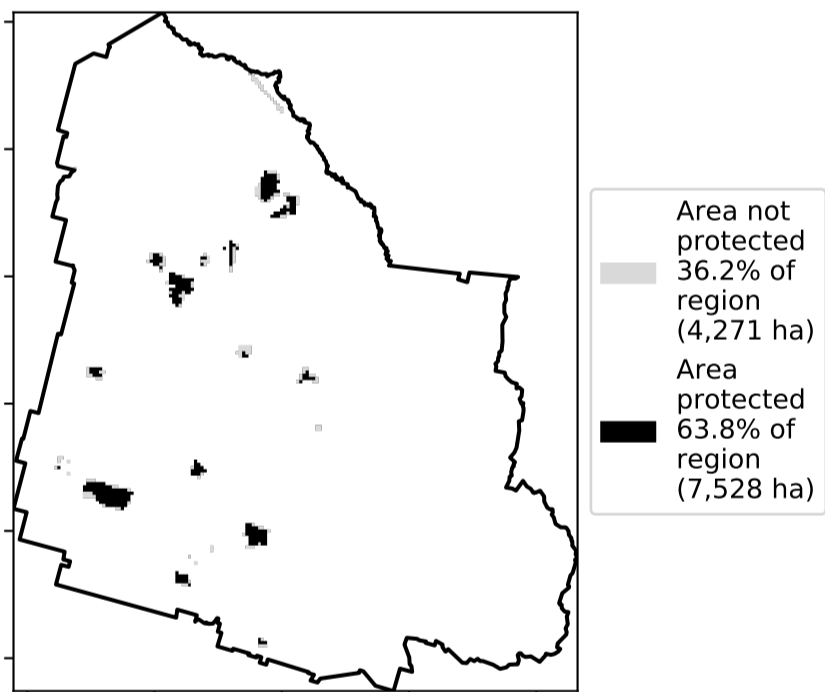 Area not
protected
36.2% of
region
(4,271 ha)
Area
protected
63.8% of
region
(7,528 ha)